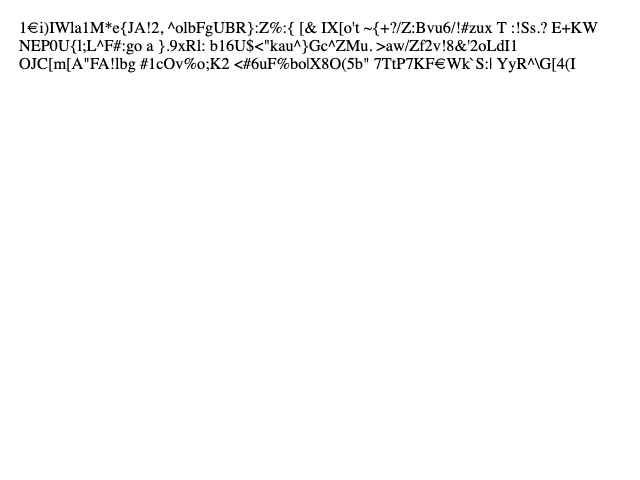 1€i)IWla1M*e{JA!2, ^olbFgUBR}:Z%:{ [& IX[o't ~{+?/Z:Bvu6/!#zux T :!Ss.? E+KW
NEP0U{l;L^F#:go a }.9xRl: b16U$<"kau^}Gc^ZMu. >aw/Zf2v!8&'2oLdI1
OJC[m[A"FA!lbg #1cOv%o;K2 <#6uF%bo|X8O(5b" 7TtP7KF€Wk`S:| YyR^\G[4(I